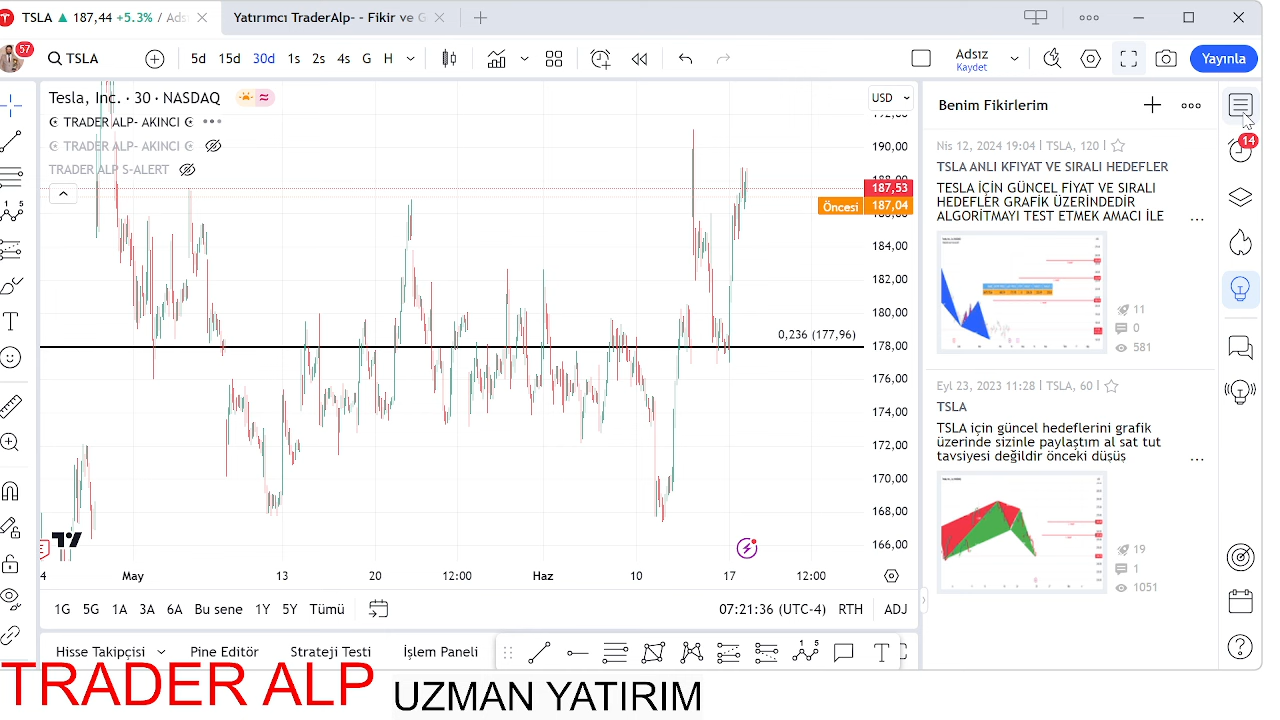 TSLA ▲ 187,44 +5.3% / Ads
Yatırımcı TraderAlp- - Fikir ve G
57
TSLA
5d 15d 30d 1s 2s 4s G H
Adsız
Kaydet
Yayınla
Tesla, Inc. · 30 · NASDAQ
TRADER ALP- AKINCI
TRADER ALP- AKINCI
TRADER ALP S-ALERT
USD
192,00
190,00
188,00
187,53
Öncesi 187,04
184,00
182,00
180,00
0,236 (177,96)
178,00
176,00
174,00
172,00
170,00
168,00
166,00
4 May 13 20 12:00 Haz 10 17 12:00
1G 5G 1A 3A 6A Bu sene 1Y 5Y Tümü
07:21:36 (UTC-4) RTH ADJ
Hisse Takipçisi Pine Editör Strateji Testi İşlem Paneli
Benim Fikirlerim
14
Nis 12, 2024 19:04 | TSLA, 120 |
TSLA ANLI KFIYAT VE SIRALI HEDEFLER
TESLA İÇİN GÜNCEL FİYAT VE SIRALI
HEDEFLER GRAFİK ÜZERİNDEDİR
ALGORİTMAYI TEST ETMEK AMACI İLE
...
11
0
581
Eyl 23, 2023 11:28 | TSLA, 60 |
TSLA
TSLA için güncel hedeflerini grafik
üzerinde sizinle paylaştım al sat tut
tavsiyesi değildir önceki düşüş
...
19
1
1051
TRADER ALP UZMAN YATIRIM